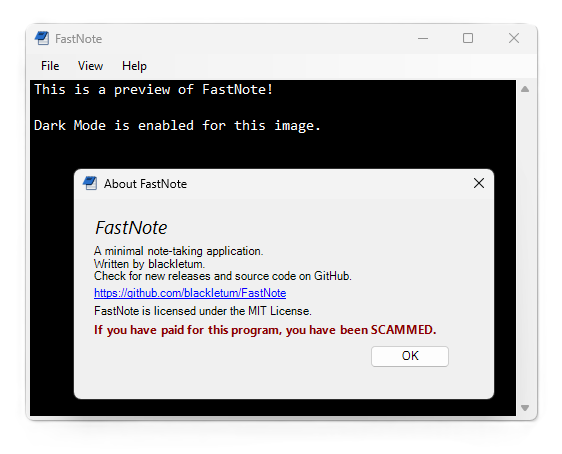 FastNote
File View Help
This is a preview of FastNote!
Dark Mode is enabled for this image.
About FastNote
FastNote
A minimal note-taking application.
Written by blackletum.
Check for new releases and source code on GitHub.
https://github.com/blackletum/FastNote
FastNote is licensed under the MIT License.
If you have paid for this program, you have been SCAMMED.
OK